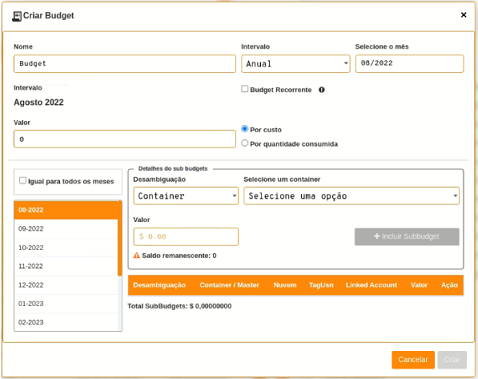 Criar Budget ×
Nome Intervalo Selecione o mês
Budget Anual 08/2022
Intervalo Budget Recorrente
Agosto 2022
Valor
0 Por custo
Por quantidade consumida
Igual para todos os meses
08-2022
09-2022
10-2022
11-2022
12-2022
01-2023
02-2023
Detalhes do sub budgets
Desambiguação Selecione um container
Container Selecione uma opção
Valor
$ 0.00 + Incluir Subbudget
Saldo remanescente: 0
Desambiguação Container / Master Nuvem TagUsn Linked Account Valor Ação
Total SubBudgets: $ 0,00000000
Cancelar Criar